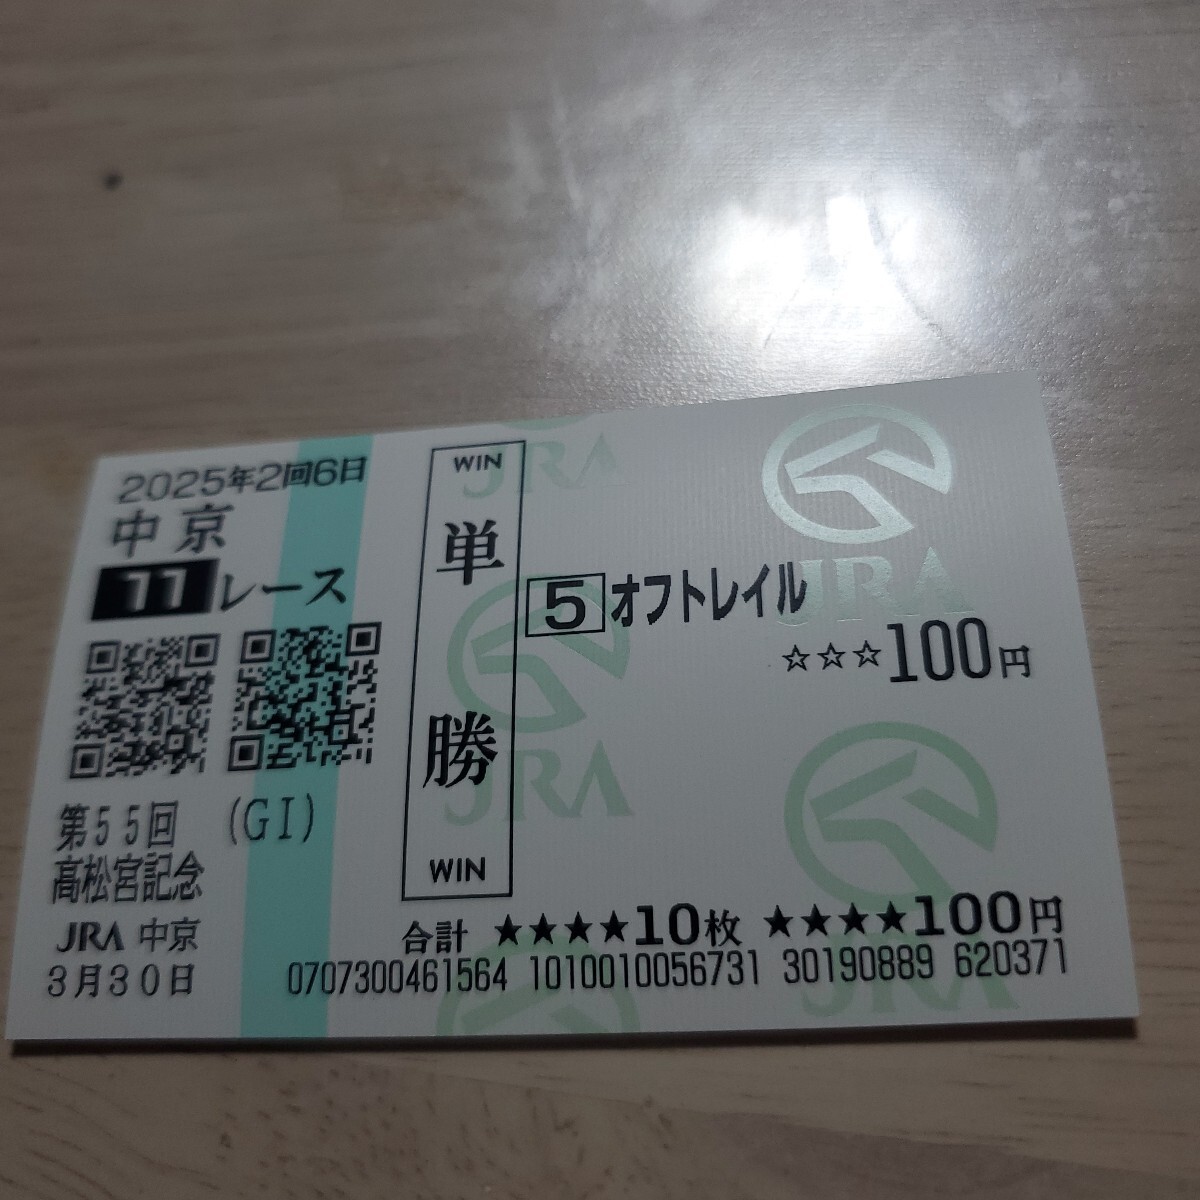 2025年2回6日
中京
11レース
第55回 (GⅠ)
高松宮記念
JRA 中京
3月30日
WIN
単勝
WIN
5 オフトレイル
☆☆☆100円
合計 ★★★★10枚 ★★★★100円
0707300461564 1010010056731 30190889 620371
JRA
JRA
JRA
JRA